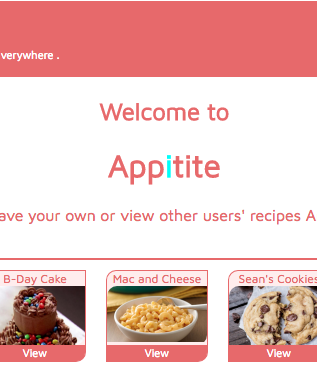 verywhere .
Welcome to
Appitite
ave your own or view other users' recipes A
B-Day Cake
Mac and Cheese
Sean's Cookies
View
View
View